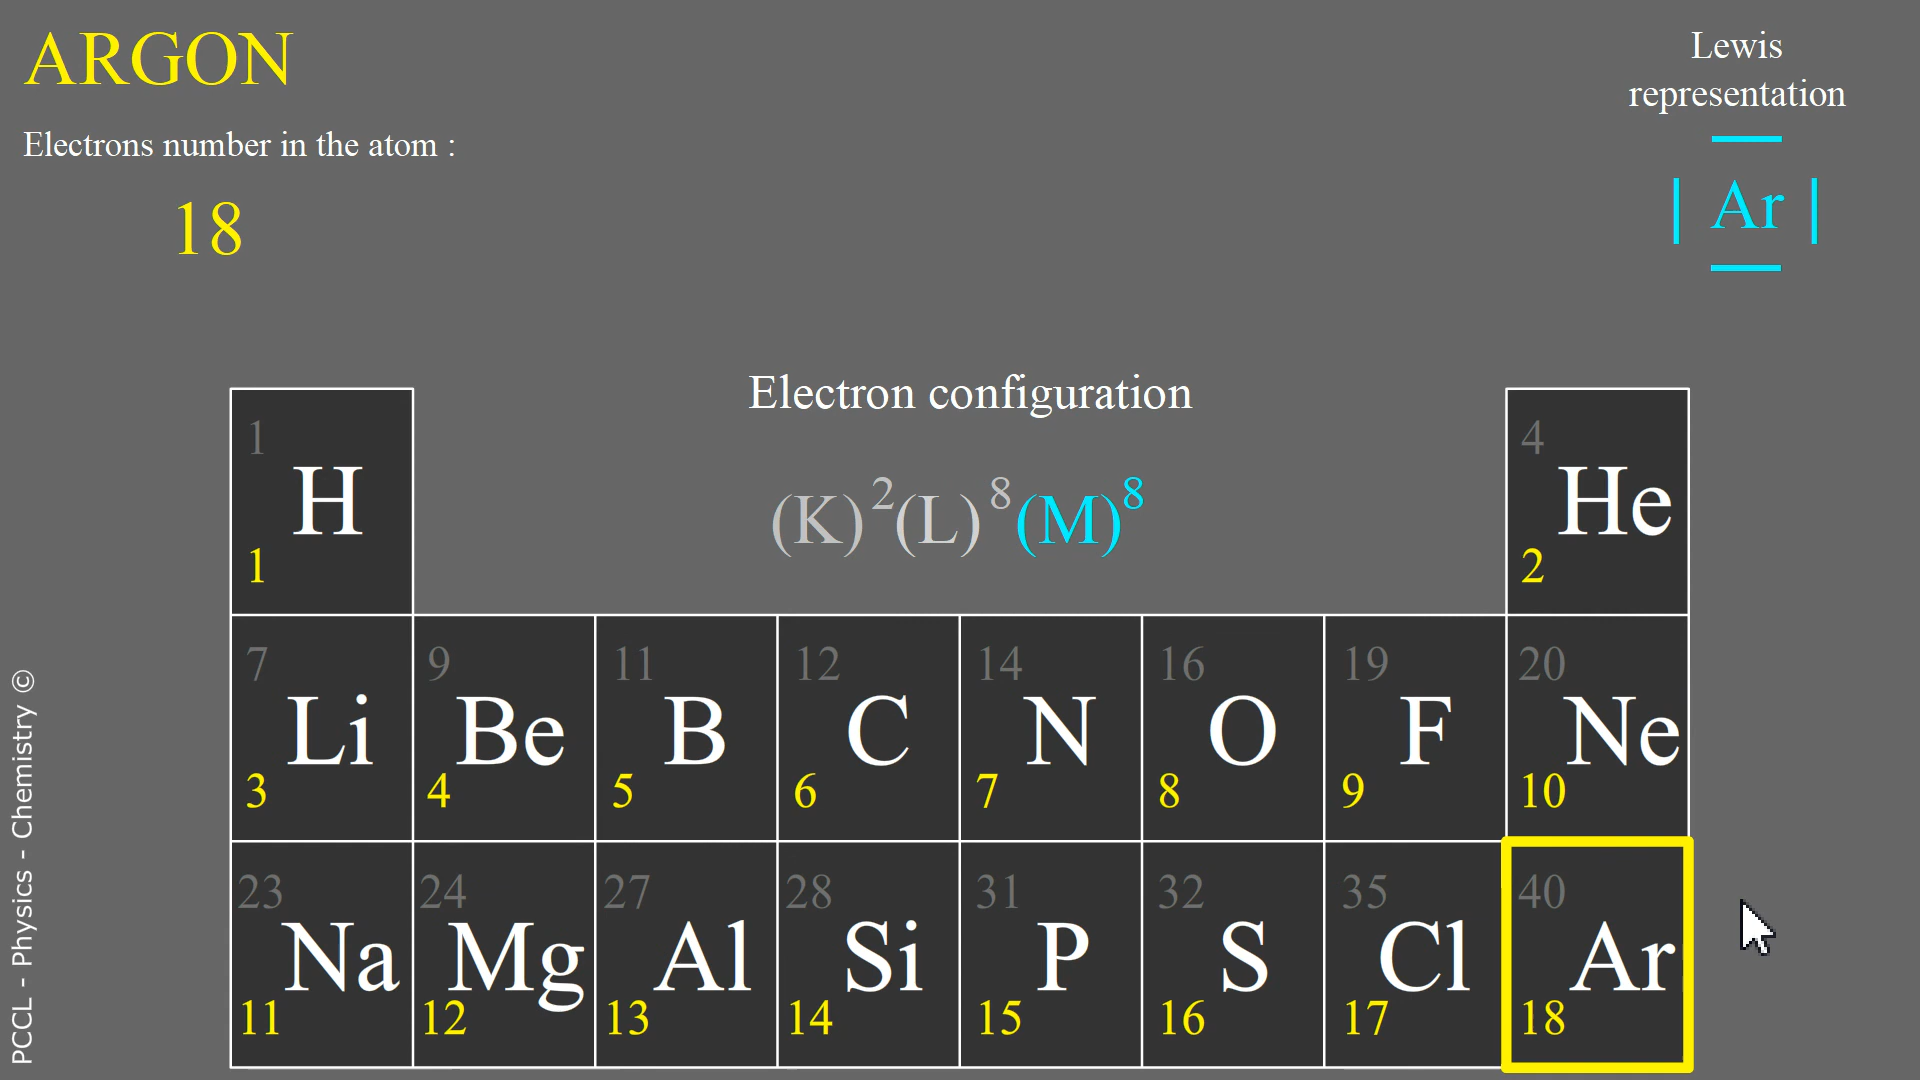 ARGON
Electrons number in the atom :
18
Lewis
representation
| Ar |
Electron configuration
(K)²(L)⁸(M)⁸
1 H 1
4 He 2
7 Li 3
9 Be 4
11 B 5
12 C 6
14 N 7
16 O 8
19 F 9
20 Ne 10
23 Na 11
24 Mg 12
27 Al 13
28 Si 14
31 P 15
32 S 16
35 Cl 17
40 Ar 18
PCCL - Physics - Chemistry ©